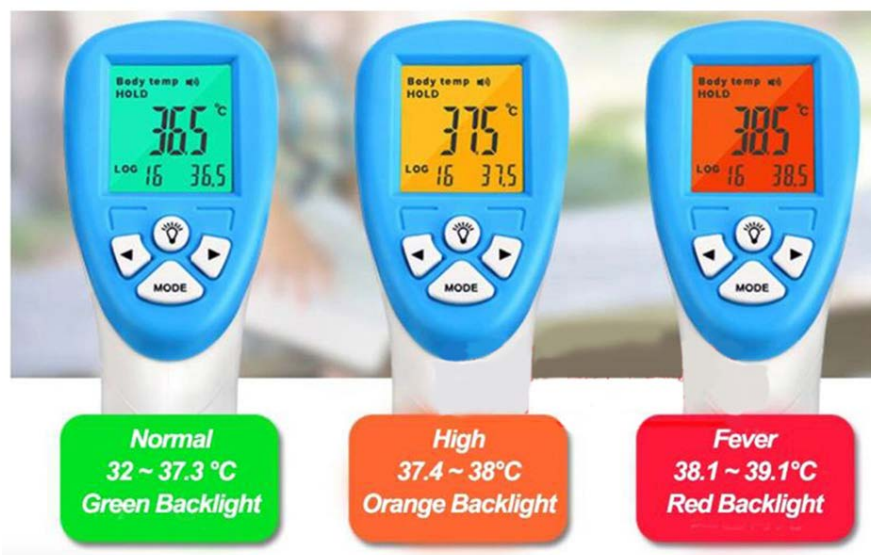 Body temp
HOLD
36.5 °C
LOG 16 36.5
MODE
Body temp
HOLD
37.5 °C
LOG 16 37.5
MODE
Body temp
HOLD
38.5 °C
LOG 16 38.5
MODE
Normal
32 ~ 37.3 °C
Green Backlight
High
37.4 ~ 38°C
Orange Backlight
Fever
38.1 ~ 39.1°C
Red Backlight